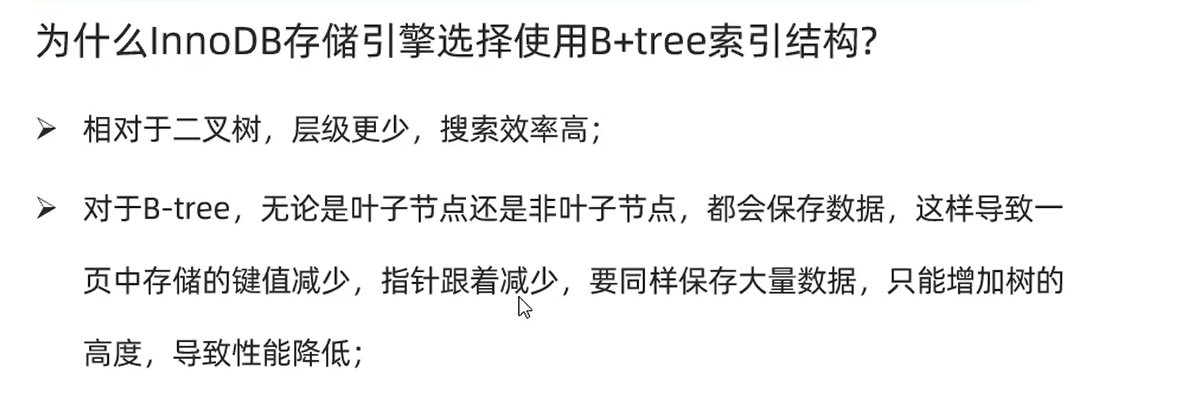 为什么InnoDB存储引擎选择使用B+tree索引结构?
➢ 相对于二叉树，层级更少，搜索效率高；
➢ 对于B-tree，无论是叶子节点还是非叶子节点，都会保存数据，这样导致一
页中存储的键值减少，指针跟着减少，要同样保存大量数据，只能增加树的
高度，导致性能降低；